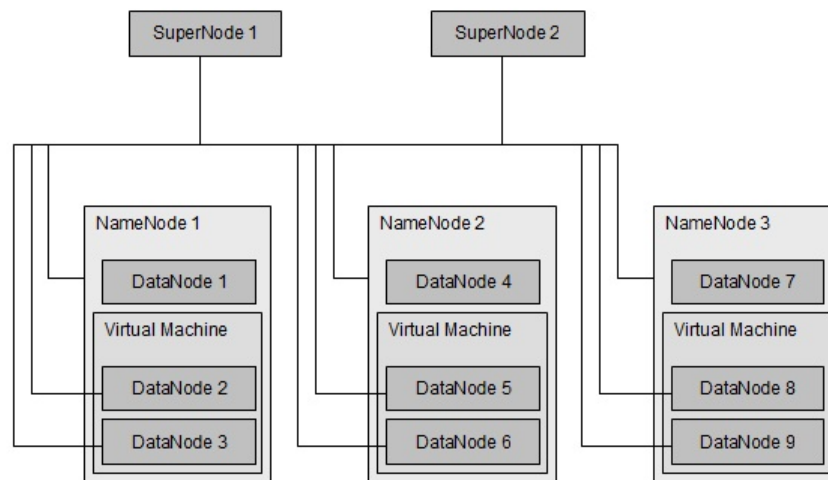 SuperNode 1
SuperNode 2
NameNode 1
DataNode 1
Virtual Machine
DataNode 2
DataNode 3
NameNode 2
DataNode 4
Virtual Machine
DataNode 5
DataNode 6
NameNode 3
DataNode 7
Virtual Machine
DataNode 8
DataNode 9